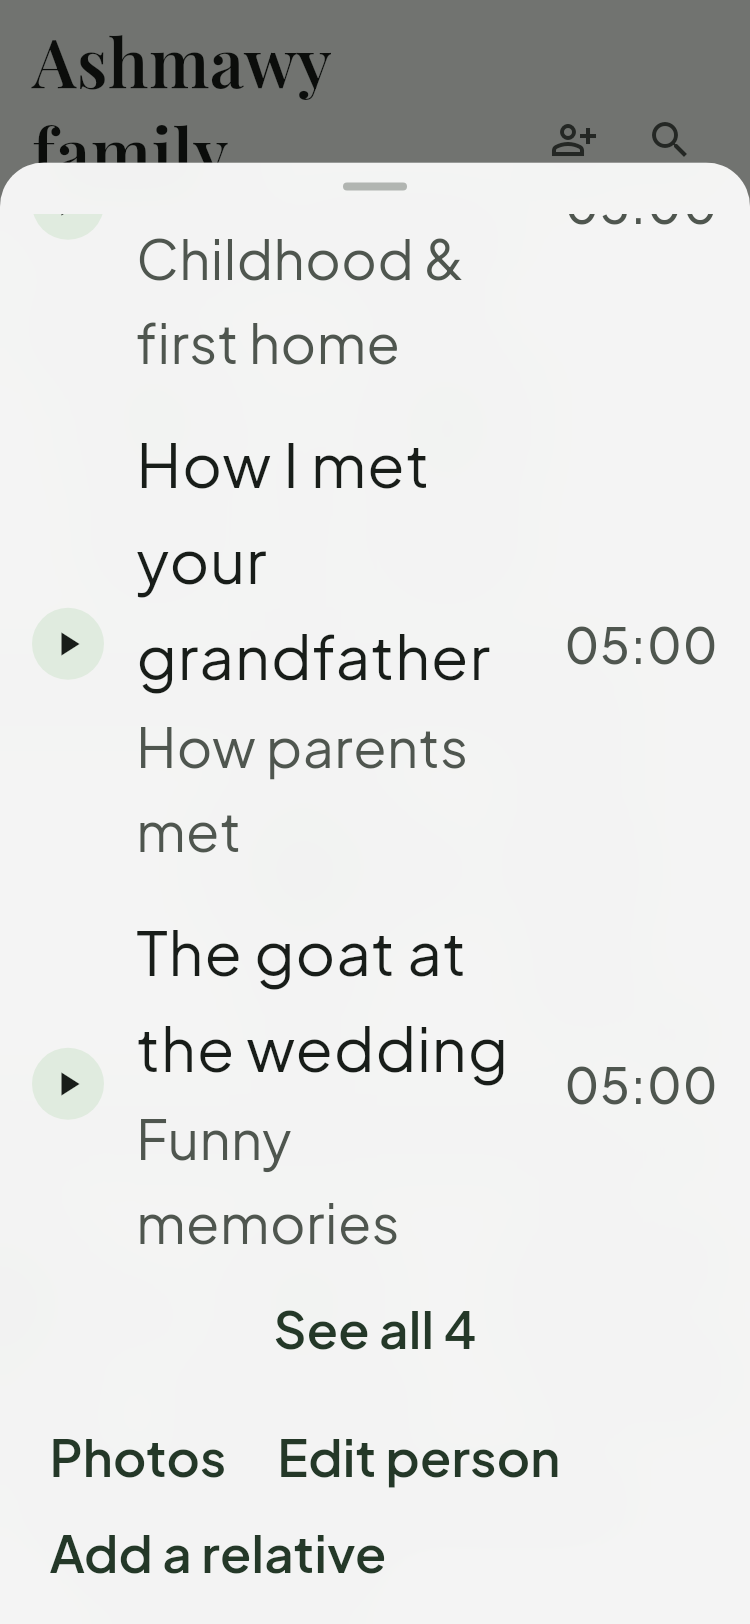 Ashmawy
family
Childhood &
first home
How I met
your
grandfather
05:00
How parents
met
The goat at
the wedding
05:00
Funny
memories
See all 4
Photos Edit person
Add a relative